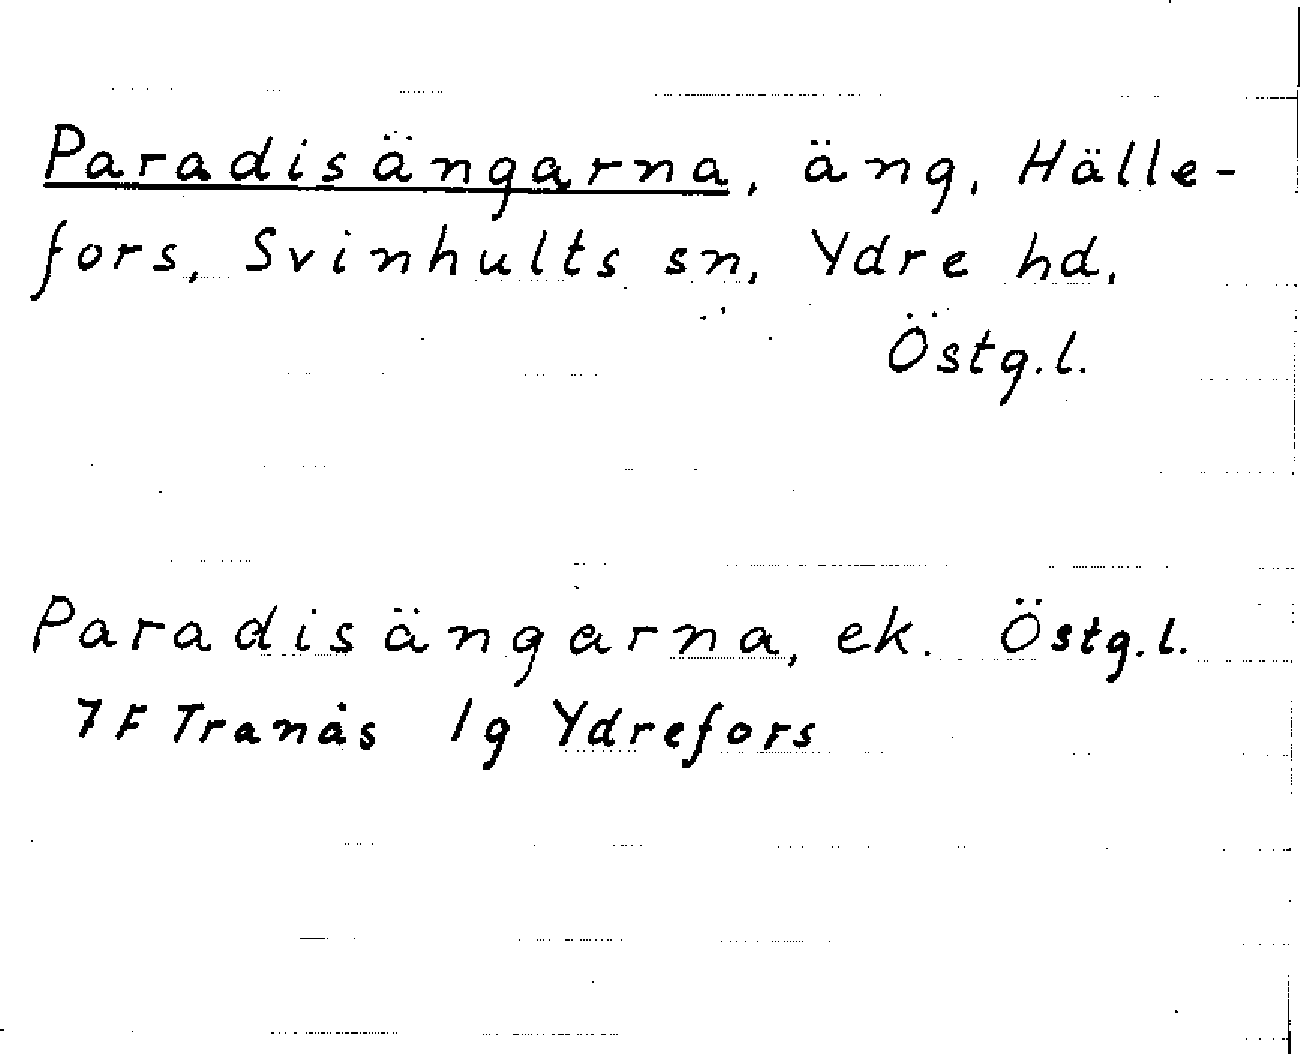 Paradisängarna, äng, Hälle-
fors, Svinhults sn, Ydre hd,
Östg.l.
Paradisängarna, ek. Östg.l.
7F Tranås 1g Ydrefors